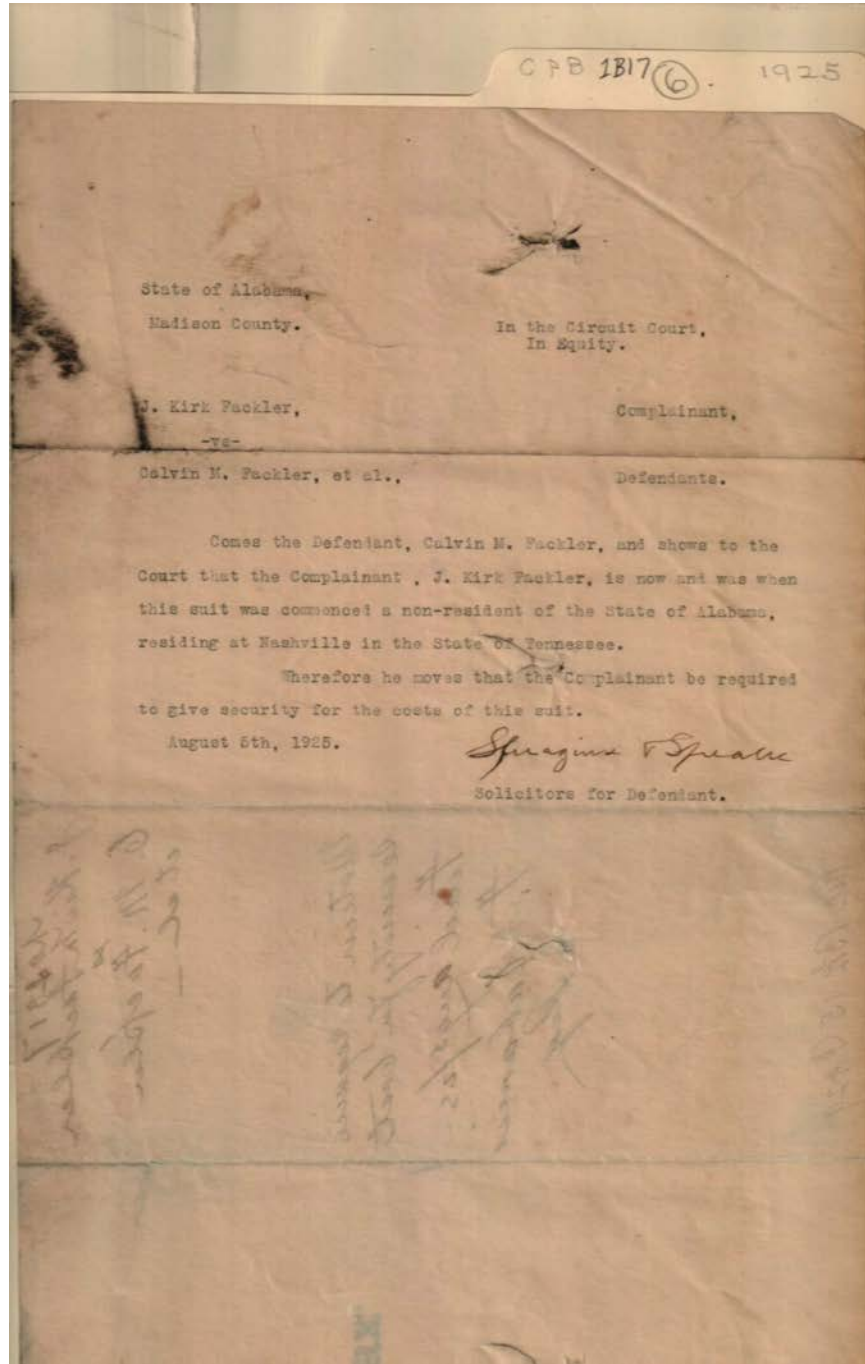 CPB 1B17 6. 1925
State of Alabama,
Madison County.
In the Circuit Court,
In Equity.
J. Kirk Fackler,
Complainant,
-vs-
Calvin M. Fackler, et al.,
Defendants.
Comes the Defendant, Calvin M. Fackler, and shows to the
Court that the Complainant , J. Kirk Fackler, is now and was when
this suit was commenced a non-resident of the State of Alabama,
residing at Nashville in the State of Tennessee.
Wherefore he moves that the Complainant be required
to give security for the costs of this suit.
August 5th, 1925.
Spragins & Speake
Solicitors for Defendant.